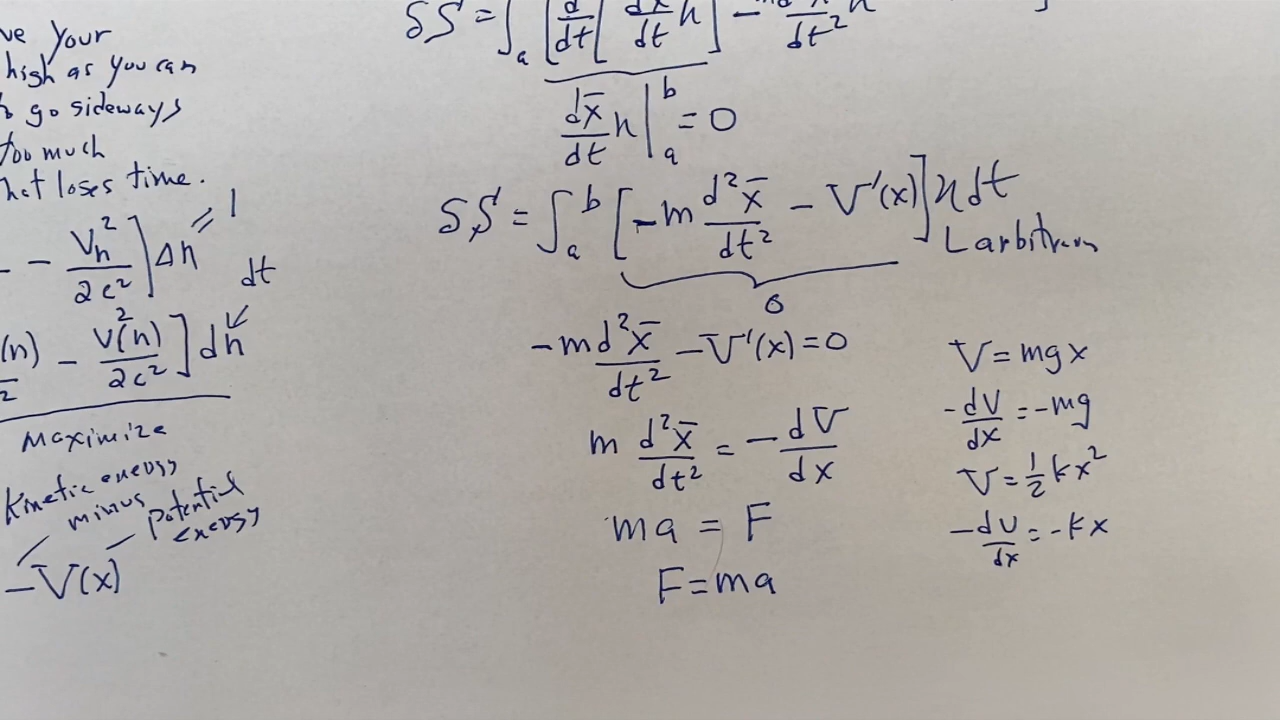 ve your
high as you can
go sideways
too much
that loses time.
- - V_h^2/2c^2] Δh = 1
dt
(h) - V^2(h)/2c^2] dh
2
Maximize
Kinetic energy
minus
Potential
energy
- V(x)
δS = ∫_a [d/dt[ dx/dt η] - m d^2x/dt^2 η ]
dx̄/dt η |_a^b = 0
δS = ∫_a^b [-m d^2x̄/dt^2 - V'(x)] η dt
arbitrary
0
-m d^2x̄/dt^2 - V'(x) = 0
m d^2x̄/dt^2 = - dV/dx
ma = F
F = ma
V = mgx
-dV/dx = -mg
V = 1/2 kx^2
-dV/dx = -kx